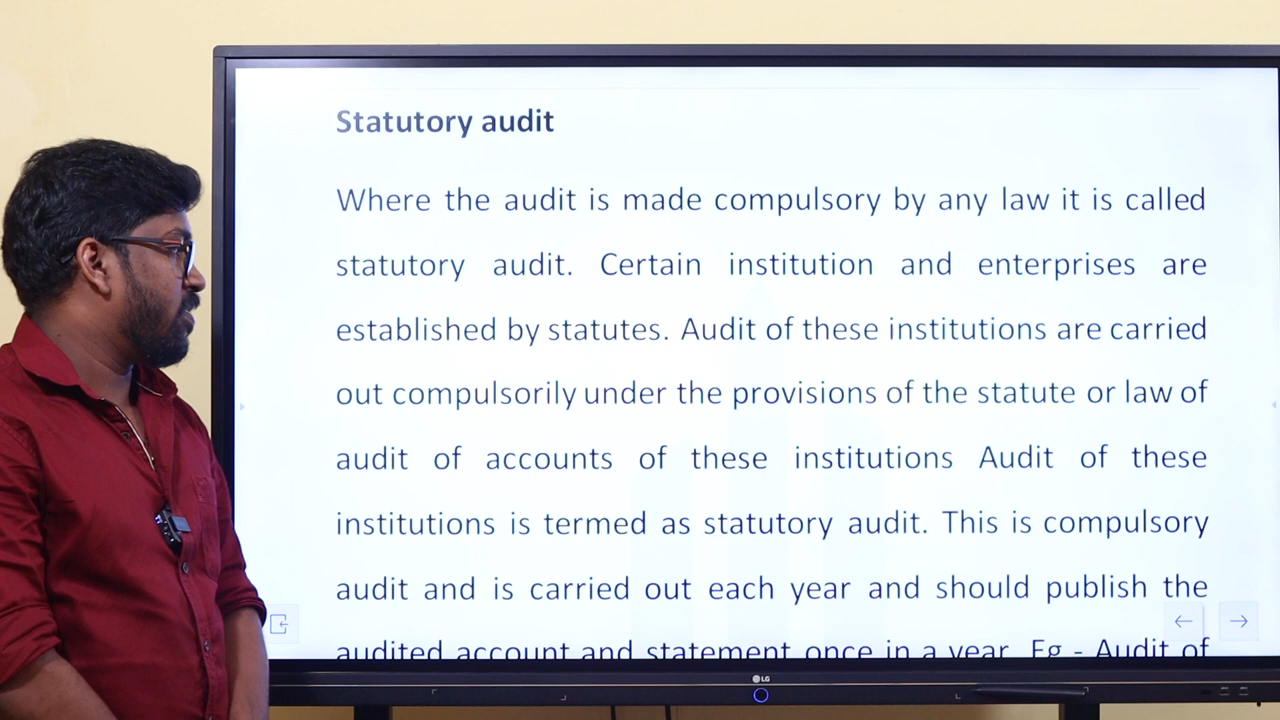 Statutory audit
Where the audit is made compulsory by any law it is called
statutory audit. Certain institution and enterprises are
established by statutes. Audit of these institutions are carried
out compulsorily under the provisions of the statute or law of
audit of accounts of these institutions Audit of these
institutions is termed as statutory audit. This is compulsory
audit and is carried out each year and should publish the
audited account and statement once in a year. Eg - Audit of
LG